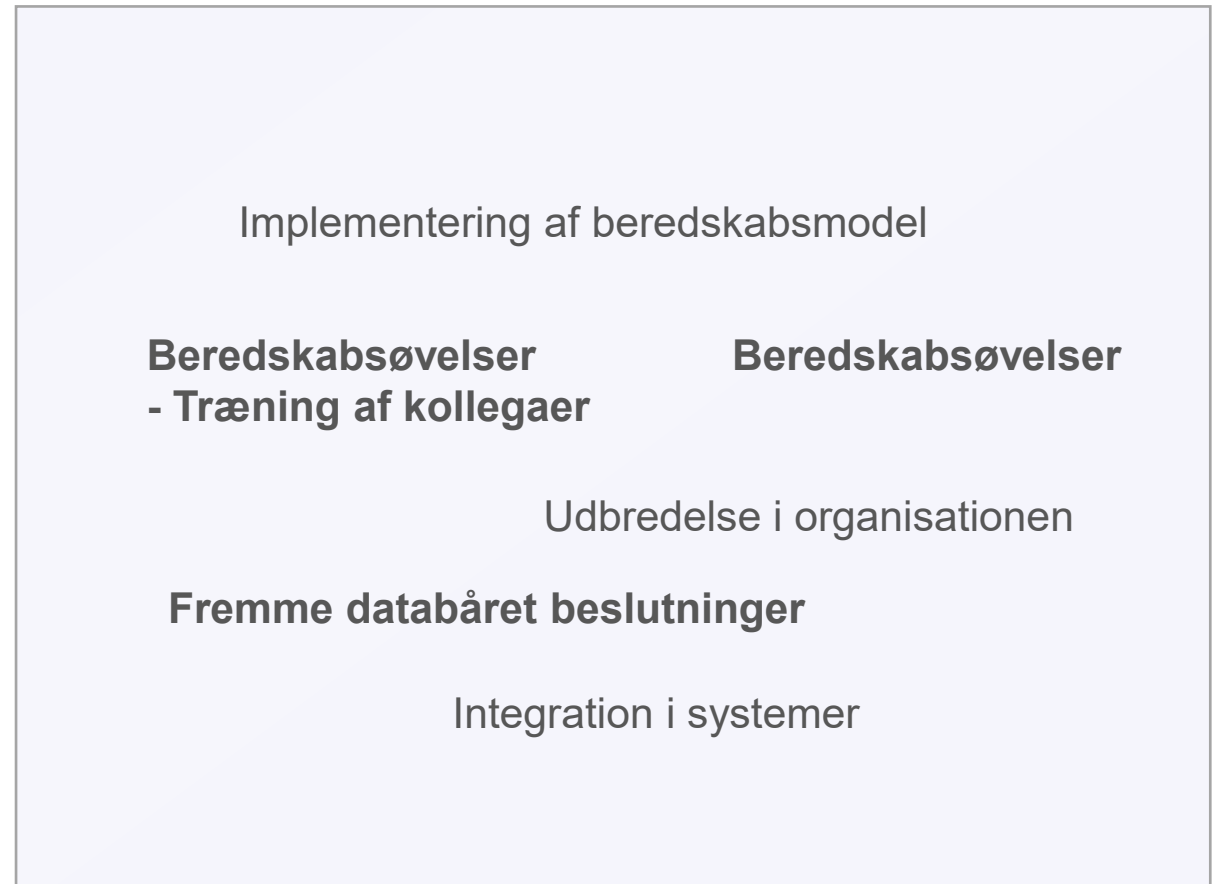 Implementering af beredskabsmodel
Beredskabsøvelser
- Træning af kollegaer
Beredskabsøvelser
Udbredelse i organisationen
Fremme databåret beslutninger
Integration i systemer